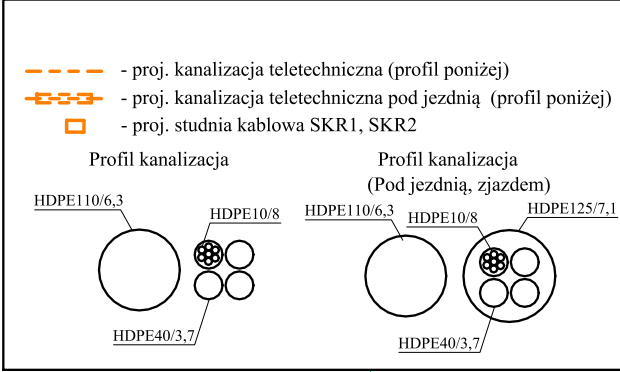 - proj. kanalizacja teletechniczna (profil poniżej)
- proj. kanalizacja teletechniczna pod jezdnią (profil poniżej)
- proj. studnia kablowa SKR1, SKR2
Profil kanalizacja
HDPE110/6,3
HDPE10/8
HDPE40/3,7
Profil kanalizacja
(Pod jezdnią, zjazdem)
HDPE110/6,3
HDPE10/8
HDPE125/7,1
HDPE40/3,7